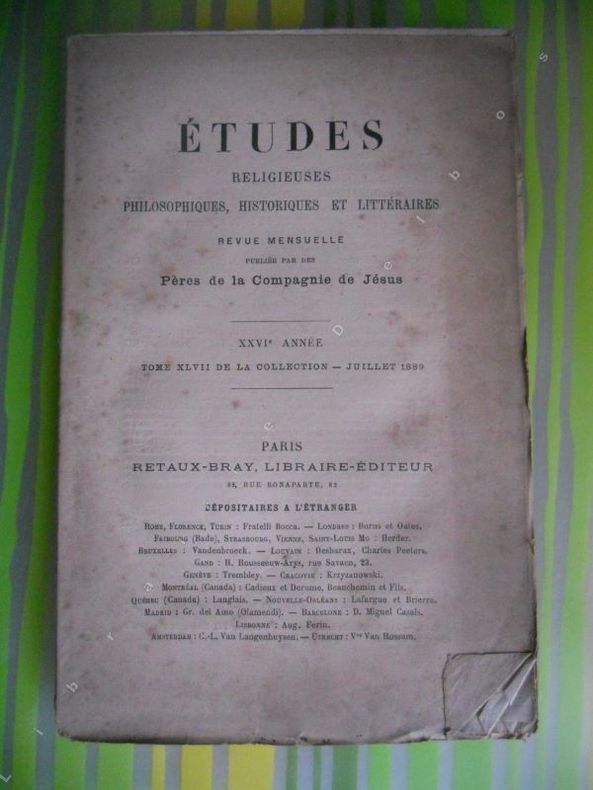 ÉTUDES
RELIGIEUSES
PHILOSOPHIQUES, HISTORIQUES ET LITTÉRAIRES
REVUE MENSUELLE
PUBLIÉE PAR DES
Pères de la Compagnie de Jésus
XXVIe ANNÉE
TOME XLVII DE LA COLLECTION — JUILLET 1889
PARIS
RETAUX-BRAY, LIBRAIRE-ÉDITEUR
82, RUE BONAPARTE, 82
DÉPOSITAIRES A L'ÉTRANGER
ROME, FLORENCE, TURIN : Fratelli Bocca. — LONDRES : Burns et Oates.
FRIBOURG (Bade), STRASBOURG, VIENNE, SAINT-LOUIS MO : Herder.
BRUXELLES : Vandenbroeck. — LOUVAIN : Desbarax, Charles Peeters.
GAND : H. Rousseeuw-Arys, rue Savaen, 23.
GENÈVE : Trembley. — CRACOVIE : Krzyzanowski.
MONTRÉAL (Canada) : Cadieux et Derome, Beauchemin et Fils.
QUÉBEC (Canada) : Langlais. — NOUVELLE-ORLÉANS : Lafargue et Brierre.
MADRID : Gr. del Amo (Olamendi). — BARCELONE : D. Miguel Casals.
LISBONNE : Aug. Ferin.
AMSTERDAM : C.-L. Van Langenhuysen. — UTRECHT : Vve Van Rossum.
Librae Delibos